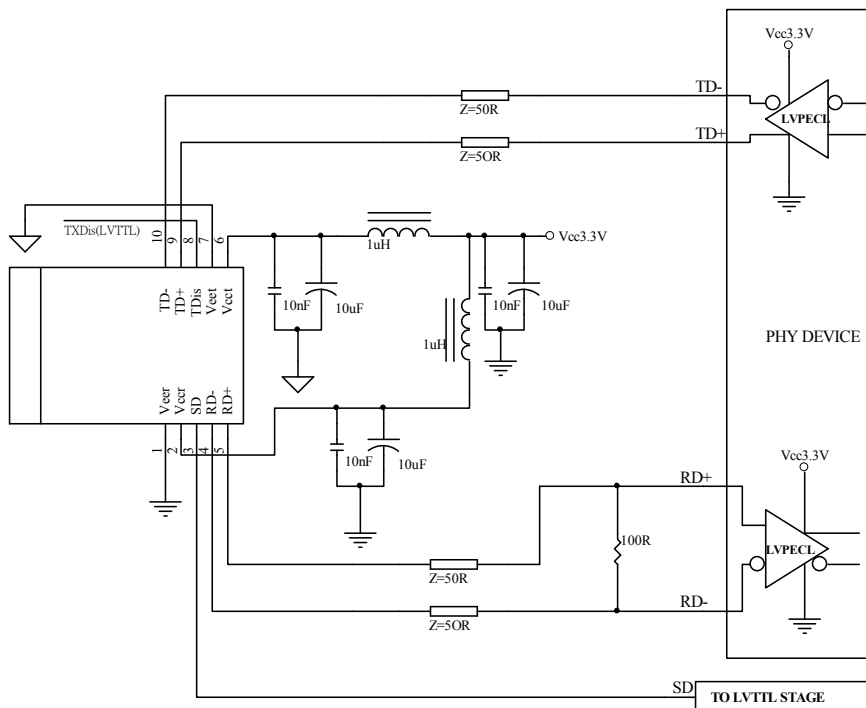 Vcc3.3V
TD-
LVPECL
Z=50R
TD+
Z=5OR
TXDis(LVTTL)
10
9
8
7
6
Vcc3.3V
1uH
TD-
TD+
TDis
Veet
Vcct
10nF
10uF
10nF
10uF
1uH
PHY DEVICE
Veer
Vccr
SD
RD-
RD+
1
2
3
4
5
10nF
10uF
Vcc3.3V
RD+
100R
LVPECL
Z=50R
RD-
Z=5OR
SD
TO LVTTL STAGE